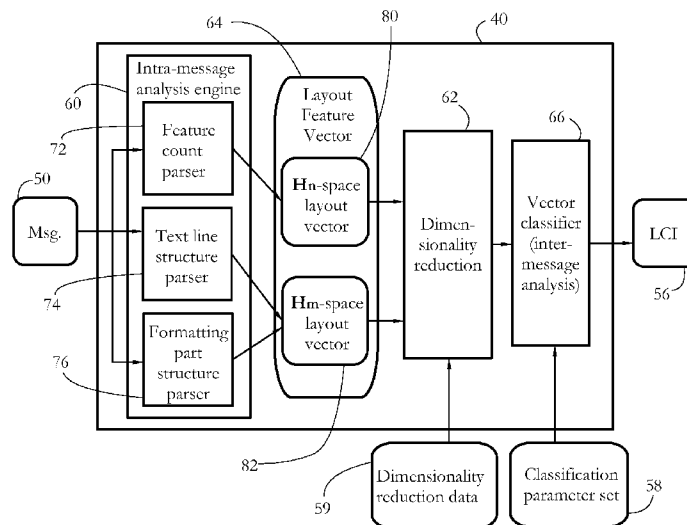 64
80
40
Intra-message
analysis engine
60
Layout
Feature
Vector
62
66
72
Feature
count
parser
50
Msg.
Hn-space
layout
vector
Dimen-
sionality
reduction
Vector
classifier
(inter-
message
analysis)
LCI
56
Text line
structure
parser
74
Hm-space
layout
vector
Formatting
part
structure
parser
76
82
59
Dimensionality
reduction data
Classification
parameter set
58